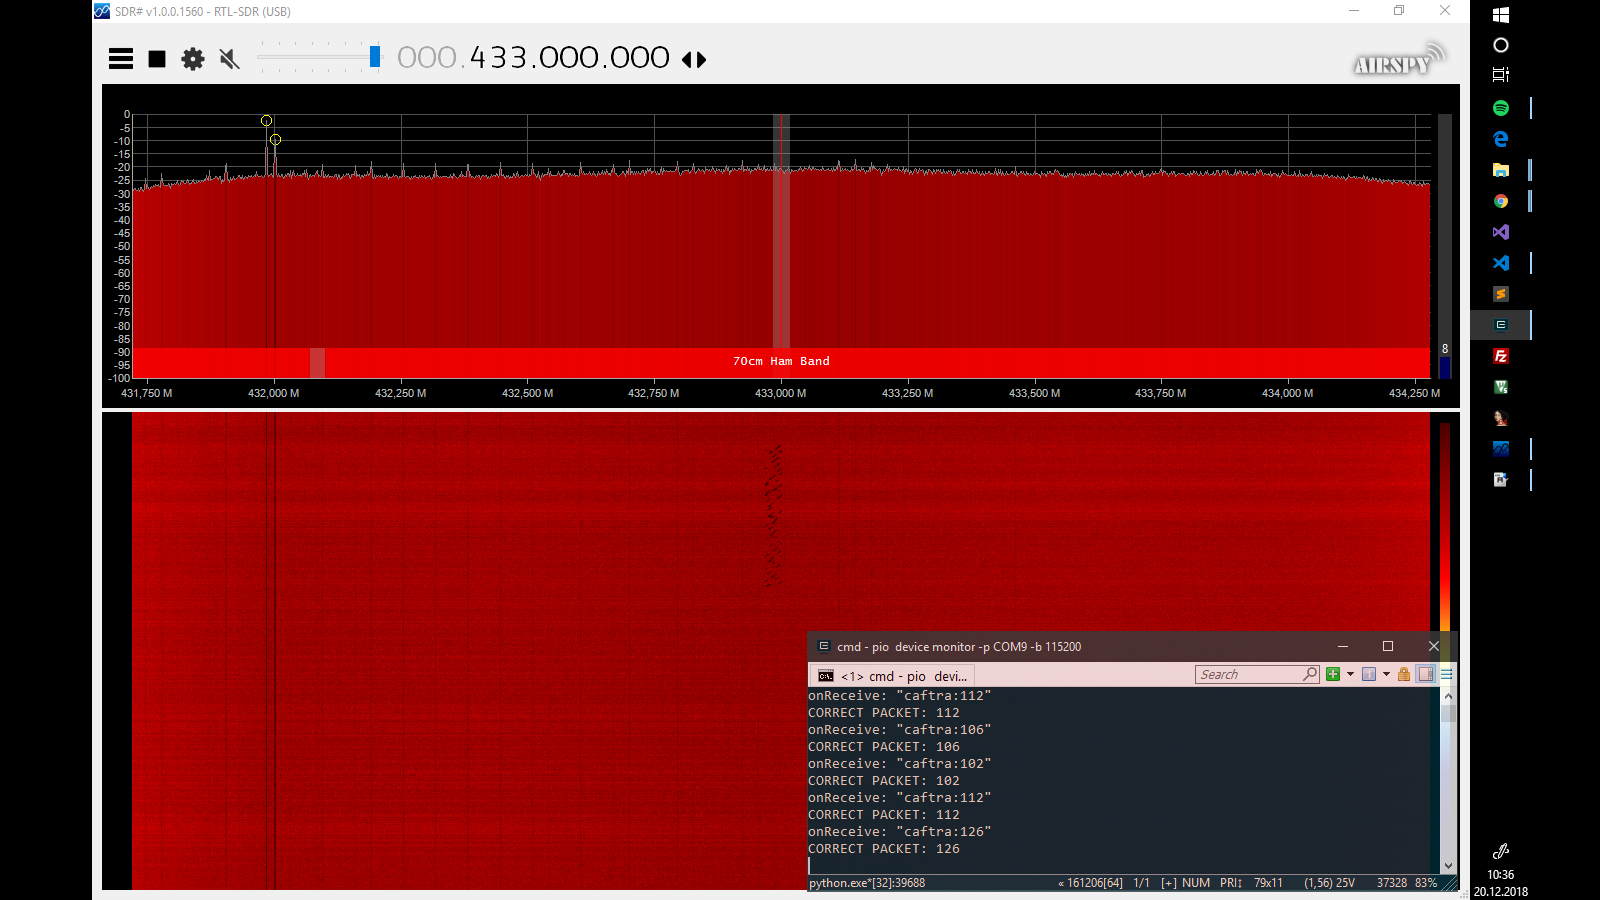 SDR# v1.0.0.1560 - RTL-SDR (USB)
000.433.000.000
AIRSPY
0
-5
-10
-15
-20
-25
-30
-35
-40
-45
-50
-55
-60
-65
-70
-75
-80
-85
-90
-95
-100
8
70cm Ham Band
431,750 M
432,000 M
432,250 M
432,500 M
432,750 M
433,000 M
433,250 M
433,500 M
433,750 M
434,000 M
434,250 M
cmd - pio  device monitor -p COM9 -b 115200
<1> cmd - pio  devi...
Search
onReceive: "caftra:112"
CORRECT PACKET: 112
onReceive: "caftra:106"
CORRECT PACKET: 106
onReceive: "caftra:102"
CORRECT PACKET: 102
onReceive: "caftra:112"
CORRECT PACKET: 112
onReceive: "caftra:126"
CORRECT PACKET: 126
python.exe*[32]:39688
« 161206[64] 1/1 [+] NUM PRI↕ 79x11 (1,56) 25V 37328 83%
10:36
20.12.2018